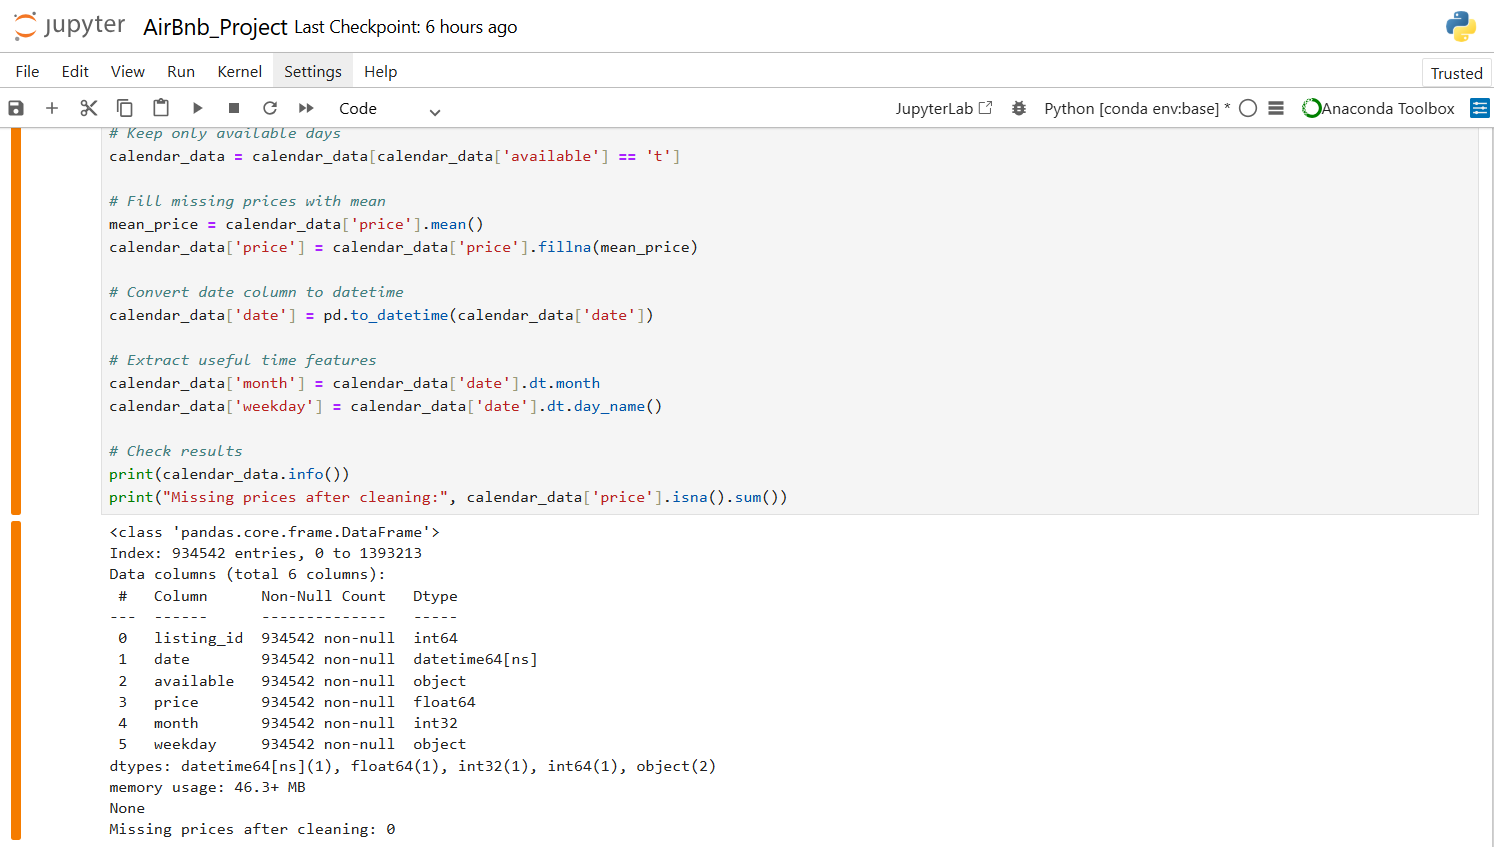 jupyter AirBnb_Project Last Checkpoint: 6 hours ago
File Edit View Run Kernel Settings Help
Trusted
Code JupyterLab Python [conda env:base] * Anaconda Toolbox
# Keep only available days
calendar_data = calendar_data[calendar_data['available'] == 't']
# Fill missing prices with mean
mean_price = calendar_data['price'].mean()
calendar_data['price'] = calendar_data['price'].fillna(mean_price)
# Convert date column to datetime
calendar_data['date'] = pd.to_datetime(calendar_data['date'])
# Extract useful time features
calendar_data['month'] = calendar_data['date'].dt.month
calendar_data['weekday'] = calendar_data['date'].dt.day_name()
# Check results
print(calendar_data.info())
print("Missing prices after cleaning:", calendar_data['price'].isna().sum())
<class 'pandas.core.frame.DataFrame'>
Index: 934542 entries, 0 to 1393213
Data columns (total 6 columns):
 #   Column      Non-Null Count   Dtype
---  ------      --------------   -----
 0   listing_id  934542 non-null  int64
 1   date        934542 non-null  datetime64[ns]
 2   available   934542 non-null  object
 3   price       934542 non-null  float64
 4   month       934542 non-null  int32
 5   weekday     934542 non-null  object
dtypes: datetime64[ns](1), float64(1), int32(1), int64(1), object(2)
memory usage: 46.3+ MB
None
Missing prices after cleaning: 0